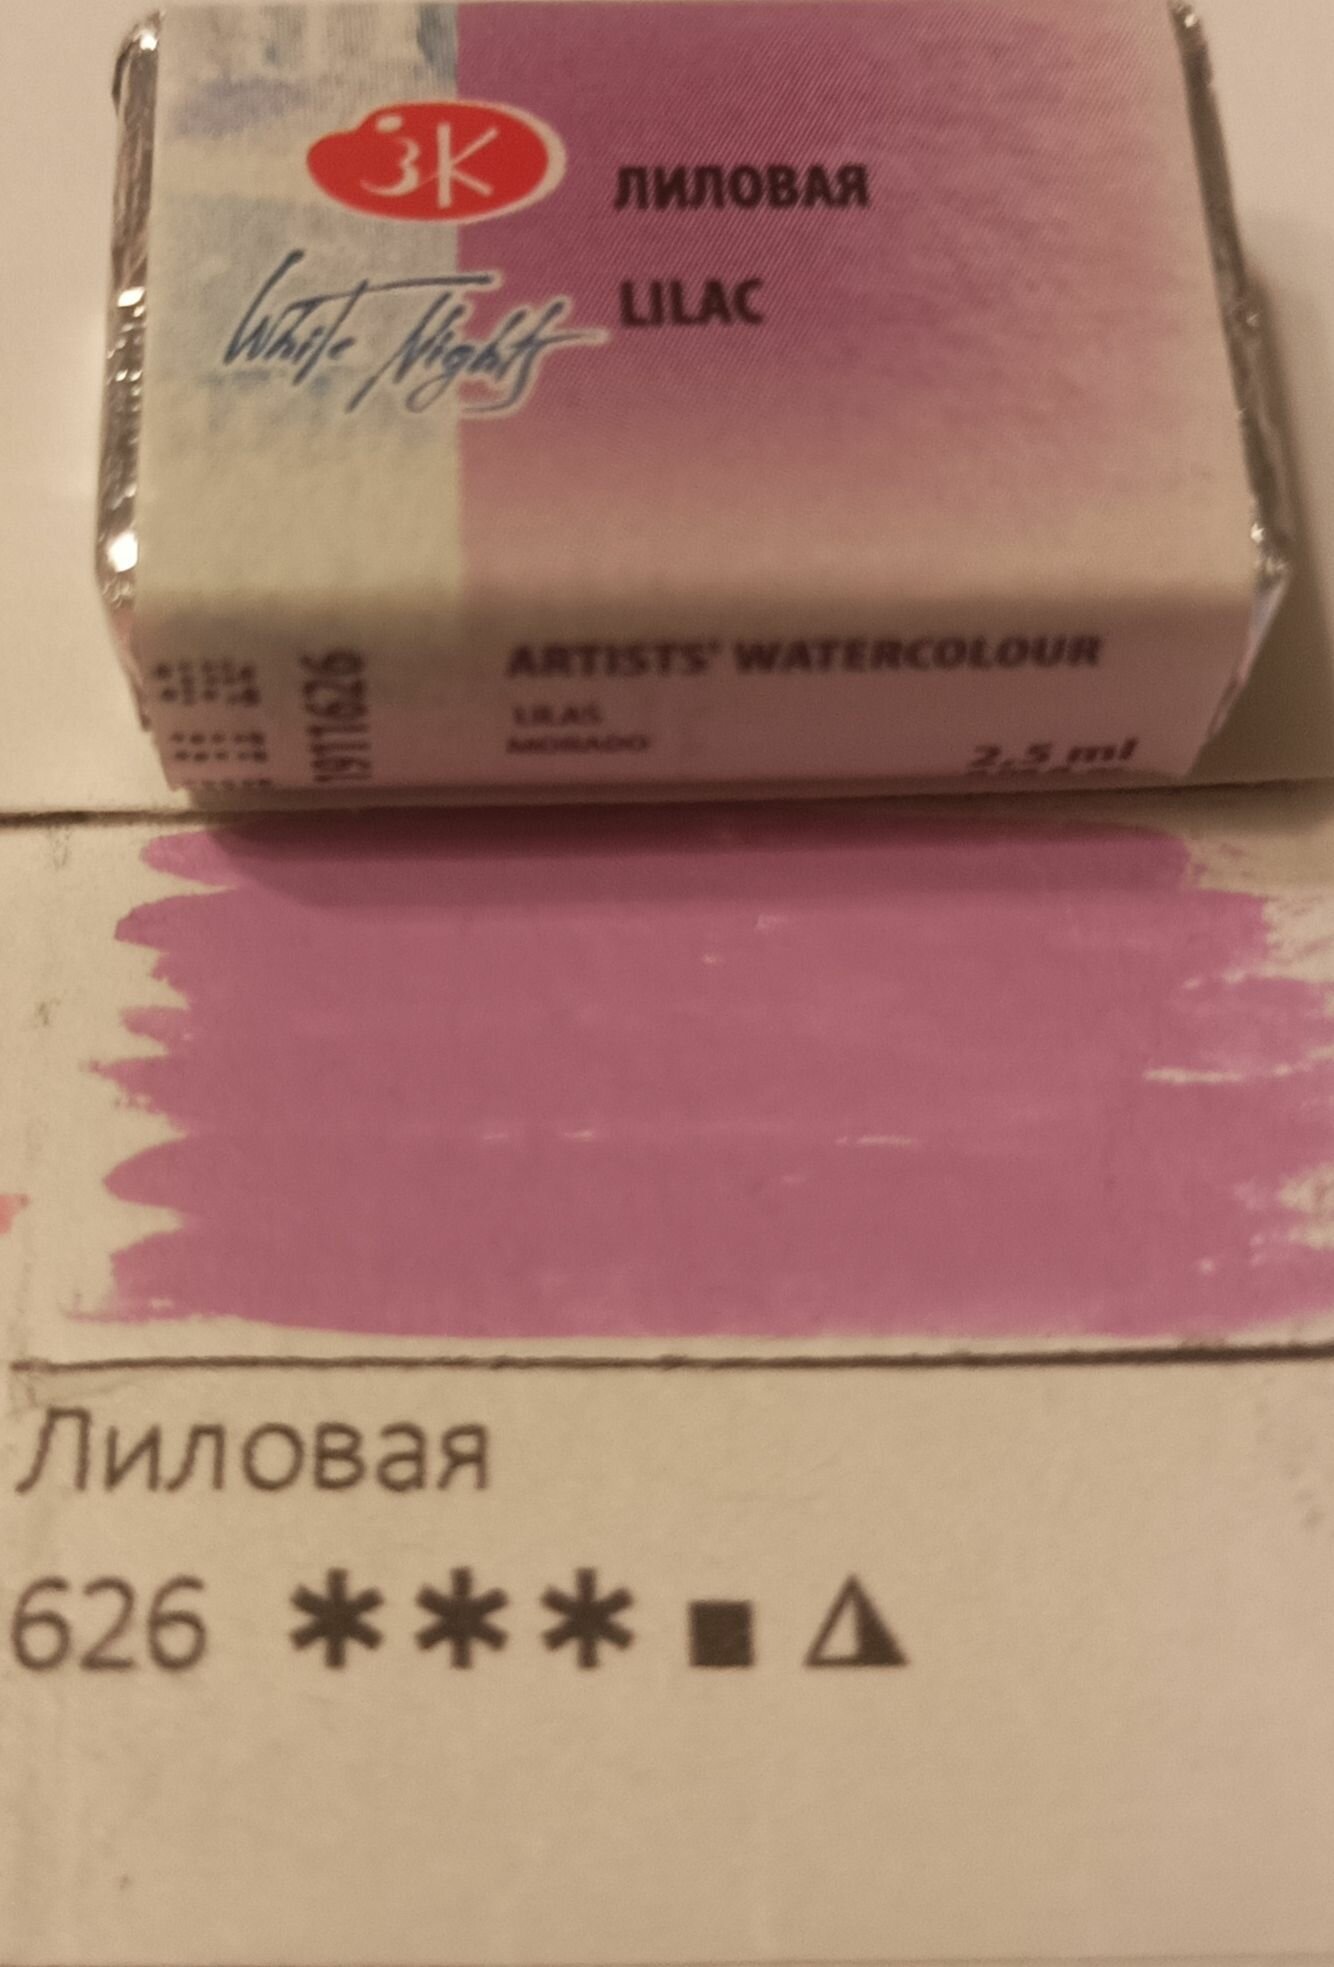 ЗК
ЛИЛОВАЯ
White Nights
LILAC
ARTISTS' WATERCOLOUR
1911626
LILAS
MORADO
2,5 ml
Лиловая
626 *** ■ ◮